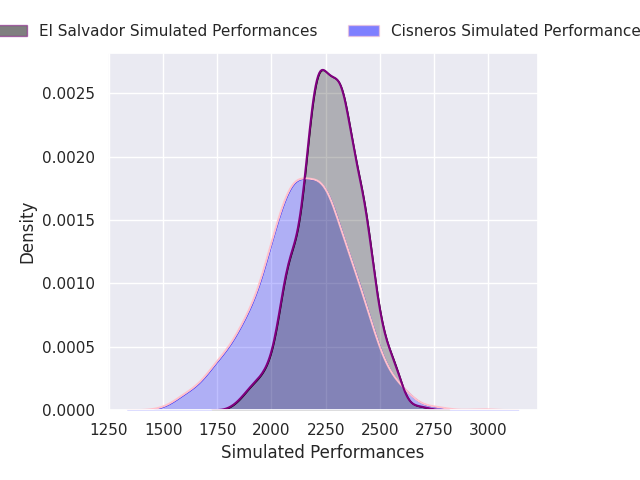 El Salvador Simulated Performances
Cisneros Simulated Performance
0.0025
0.0020
0.0015
0.0010
0.0005
0.0000
Density
1250 1500 1750 2000 2250 2500 2750 3000
Simulated Performances